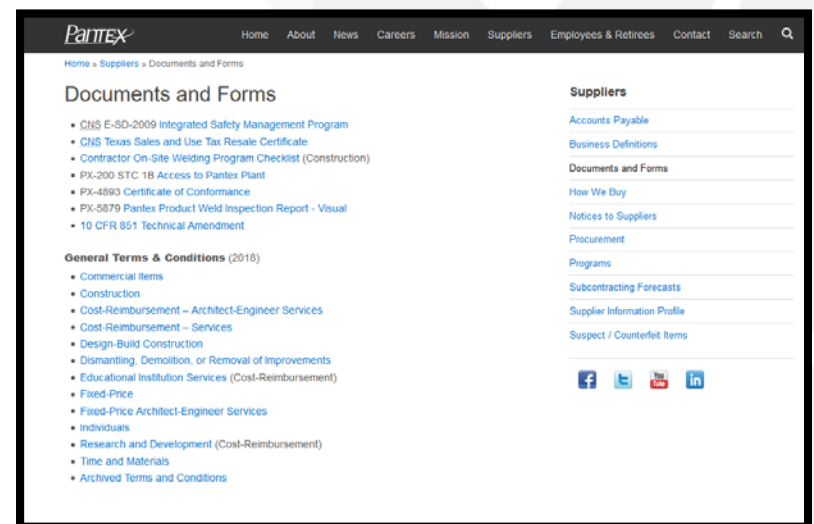 PANTEX
Home About News Careers Mission Suppliers Employees & Retirees Contact Search
Home » Suppliers » Documents and Forms
Documents and Forms
• CNS E-SD-2009 Integrated Safety Management Program
• CNS Texas Sales and Use Tax Resale Certificate
• Contractor On-Site Welding Program Checklist (Construction)
• PX-200 STC 1B Access to Pantex Plant
• PX-4893 Certificate of Conformance
• PX-5879 Pantex Product Weld Inspection Report - Visual
• 10 CFR 851 Technical Amendment
General Terms & Conditions (2018)
• Commercial Items
• Construction
• Cost-Reimbursement – Architect-Engineer Services
• Cost-Reimbursement – Services
• Design-Build Construction
• Dismantling, Demolition, or Removal of Improvements
• Educational Institution Services (Cost-Reimbursement)
• Fixed-Price
• Fixed-Price Architect-Engineer Services
• Individuals
• Research and Development (Cost-Reimbursement)
• Time and Materials
• Archived Terms and Conditions
Suppliers
Accounts Payable
Business Definitions
Documents and Forms
How We Buy
Notices to Suppliers
Procurement
Programs
Subcontracting Forecasts
Supplier Information Profile
Suspect / Counterfeit Items
f t You Tube in